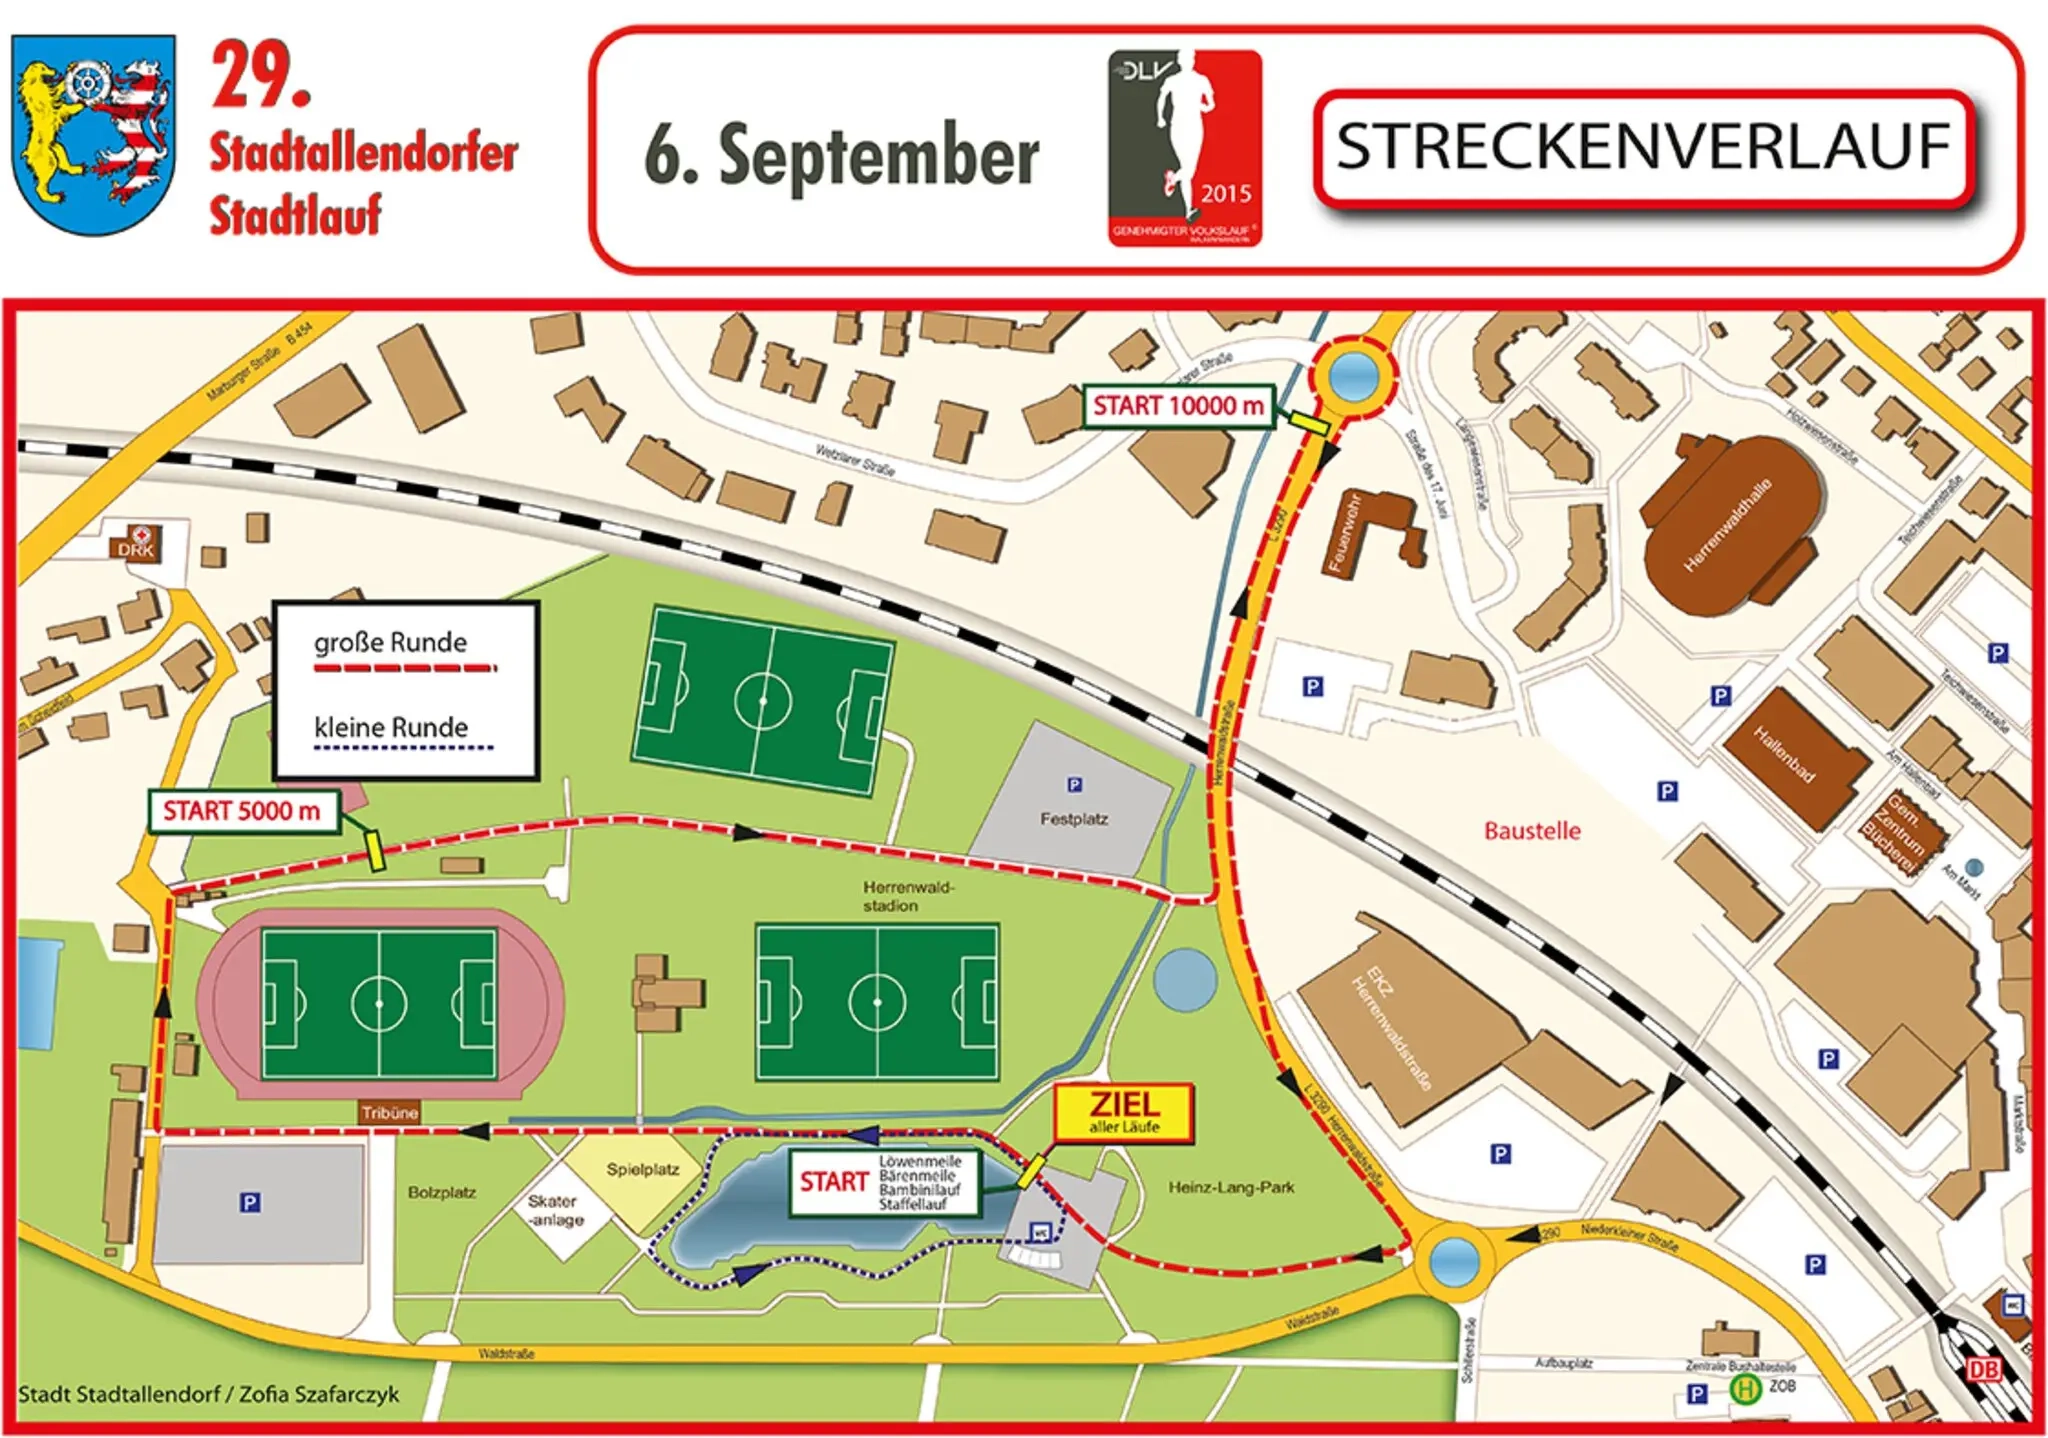 29.
Stadtallendorfer
Stadtlauf
6. September
DLV
2015
GENEHMIGTER VOLKSLAUF
STRECKENVERLAUF
Marburger Straße B 454
START 10000 m
Wetzlarer Straße
Straße des 17. Juni
Holzwiesenstraße
Teichwiesenstraße
Herrenwaldhalle
Feuerwehr
L 3290
DRK
große Runde
kleine Runde
P
P
P
Teichwiesenstraße
Hallenbad
Am Hallenbad
START 5000 m
P
Festplatz
Herrenwaldstraße
P
Baustelle
Gem.
Zentrum
Bücherei
Am Markt
Herrenwald-
stadion
EKZ
Herrenwaldstraße
P
Tribüne
ZIEL
aller Läufe
L 3290 Herrenwaldstraße
Marktstraße
P
Spielplatz
START
Löwenmeile
Bärenmeile
Bambinilauf
Staffellauf
Bolzplatz
Skater
-anlage
P
Heinz-Lang-Park
WC
Niederkleiner Straße
P
WC
Waldstraße
Waldstraße
Schillerstraße
Aufbauplatz
Zentrale Bushaltestelle
P
H
ZOB
DB
Stadt Stadtallendorf / Zofia Szafarczyk